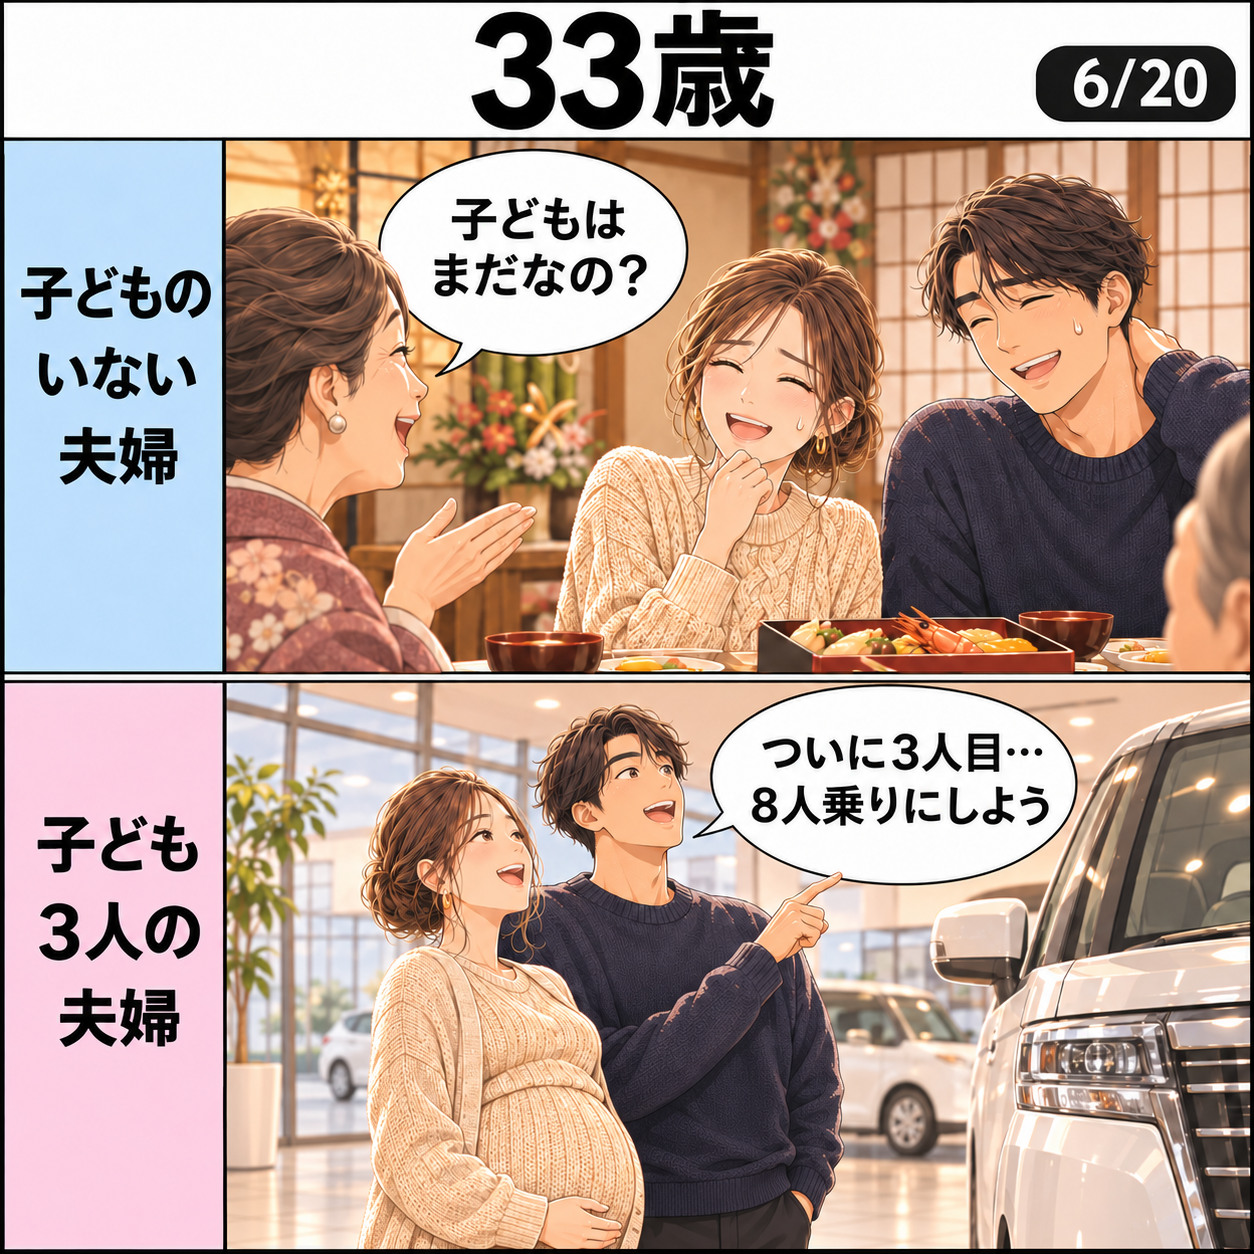 33歳
6/20
子どもの
いない
夫婦
子どもは
まだなの？
子ども
3人の
夫婦
ついに3人目…
8人乗りにしよう